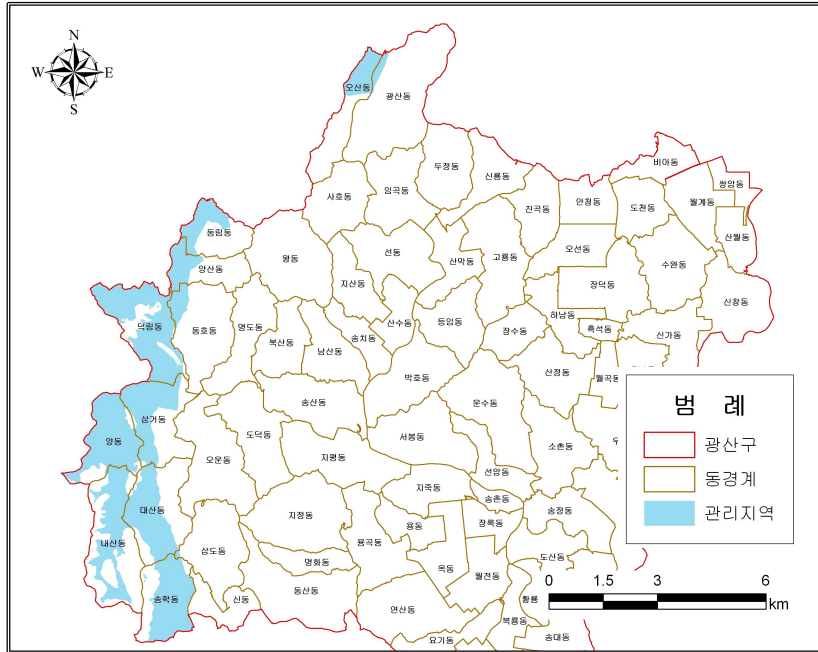 N
W E
S
오산동
광산동
두정동
신룡동
비아동
쌍암동
사호동
임곡동
진곡동
안청동
도천동
월계동
동림동
왕동
선동
산막동
고룡동
오선동
수완동
산월동
양산동
지산동
장덕동
신창동
덕림동
동호동
명도동
북산동
남산동
송치동
산수동
등임동
장수동
하남동
흑석동
신가동
박호동
산정동
월곡동
삼거동
송산동
운수동
양동
오운동
도덕동
지평동
서봉동
소촌동
우
선암동
대산동
지정동
지죽동
송촌동
송정동
내산동
삼도동
용곡동
용동
장록동
명화동
옥동
월전동
도산동
송학동
신동
동산동
연산동
황룡
복룡동
요기동
송대동
범 례
광산구
동경계
관리지역
0 1.5 3 6
km